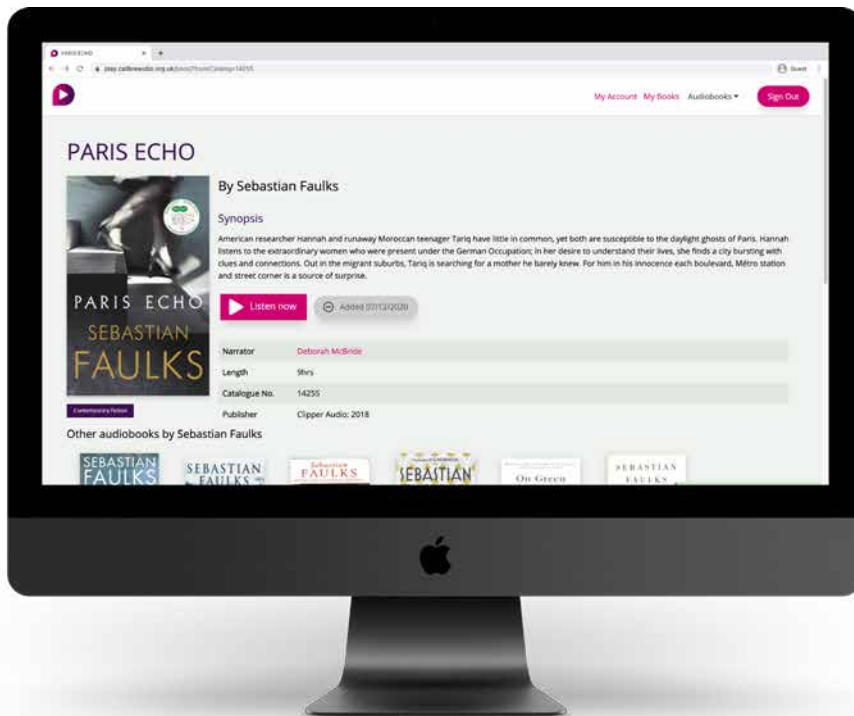 PARIS ECHO
Guest
My Account My Books Audiobooks
Sign Out
PARIS ECHO
By Sebastian Faulks
Synopsis
American researcher Hannah and runaway Moroccan teenager Tariq have little in common, yet both are susceptible to the daylight ghosts of Paris. Hannah
listens to the extraordinary women who were present under the German Occupation; in her desire to understand their lives, she finds a city bursting with
clues and connections. Out in the migrant suburbs, Tariq is searching for a mother he barely knew. For him in his innocence each boulevard, Métro station
and street corner is a source of surprise.
PARIS ECHO
SEBASTIAN
FAULKS
Listen now
Added 07/12/2020
Narrator Deborah McBride
Length 9hrs
Catalogue No. 14255
Publisher Clipper Audio: 2018
Contemporary Fiction
Other audiobooks by Sebastian Faulks
SEBASTIAN
FAULKS
SEBASTIAN
FAULKS
Sebastian
FAULKS
SEBASTIAN
On Green
SEBASTIAN
FAULKS